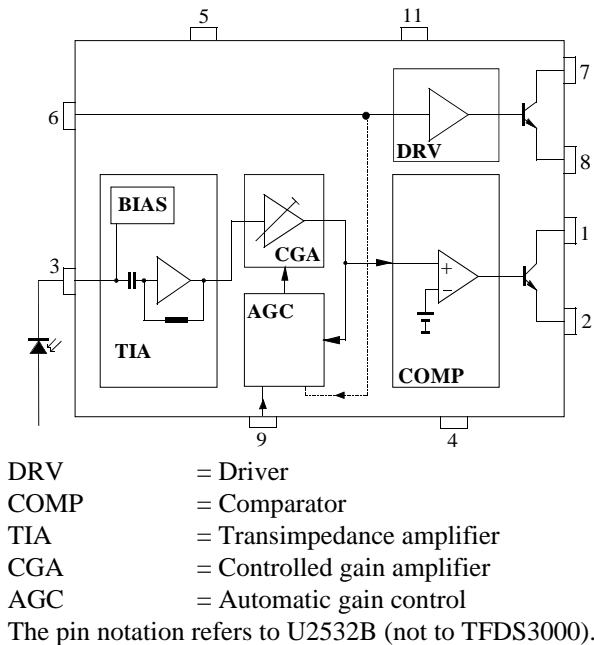 5
11
7
6
DRV
8
BIAS
CGA
1
3
+
−
AGC
2
TIA
COMP
9
4
DRV = Driver
COMP = Comparator
TIA = Transimpedance amplifier
CGA = Controlled gain amplifier
AGC = Automatic gain control
The pin notation refers to U2532B (not to TFDS3000).